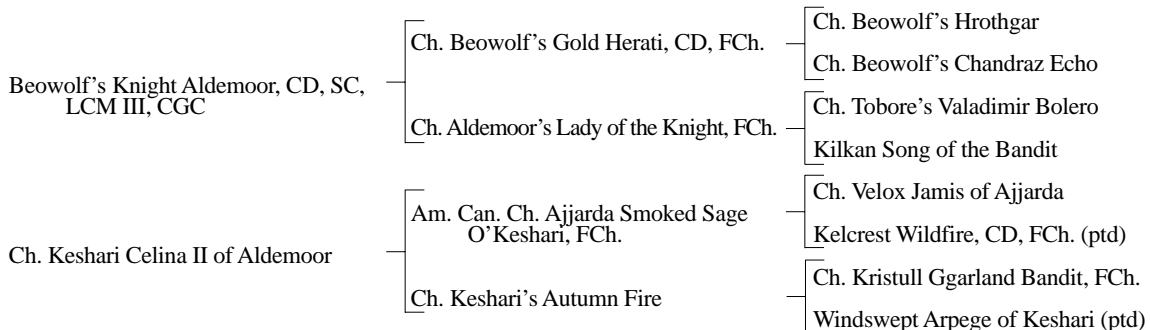 Ch. Beowolf's Hrothgar
Ch. Beowolf's Gold Herati, CD, FCh.
Ch. Beowolf's Chandraz Echo
Beowolf's Knight Aldemoor, CD, SC,
LCM III, CGC
Ch. Tobore's Valadimir Bolero
Ch. Aldemoor's Lady of the Knight, FCh.
Kilkan Song of the Bandit
Ch. Velox Jamis of Ajjarda
Am. Can. Ch. Ajjarda Smoked Sage
O'Keshari, FCh.
Kelcrest Wildfire, CD, FCh. (ptd)
Ch. Keshari Celina II of Aldemoor
Ch. Kristull Ggarland Bandit, FCh.
Ch. Keshari's Autumn Fire
Windswept Arpege of Keshari (ptd)